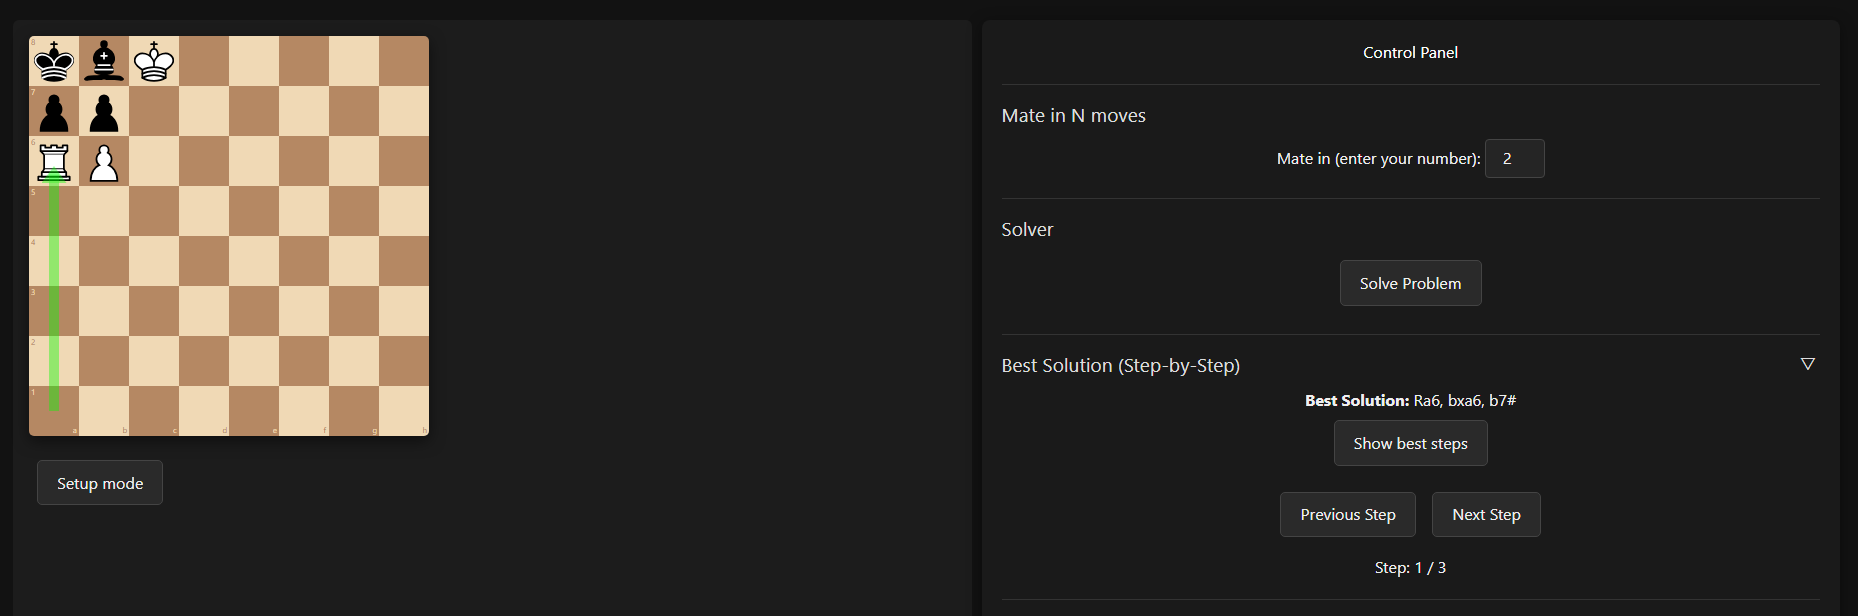 8
7
6
5
4
3
2
1
a
b
c
d
e
f
g
h
Setup mode
Control Panel
Mate in N moves
Mate in (enter your number): 2
Solver
Solve Problem
Best Solution (Step-by-Step) ▽
Best Solution: Ra6, bxa6, b7#
Show best steps
Previous Step Next Step
Step: 1 / 3